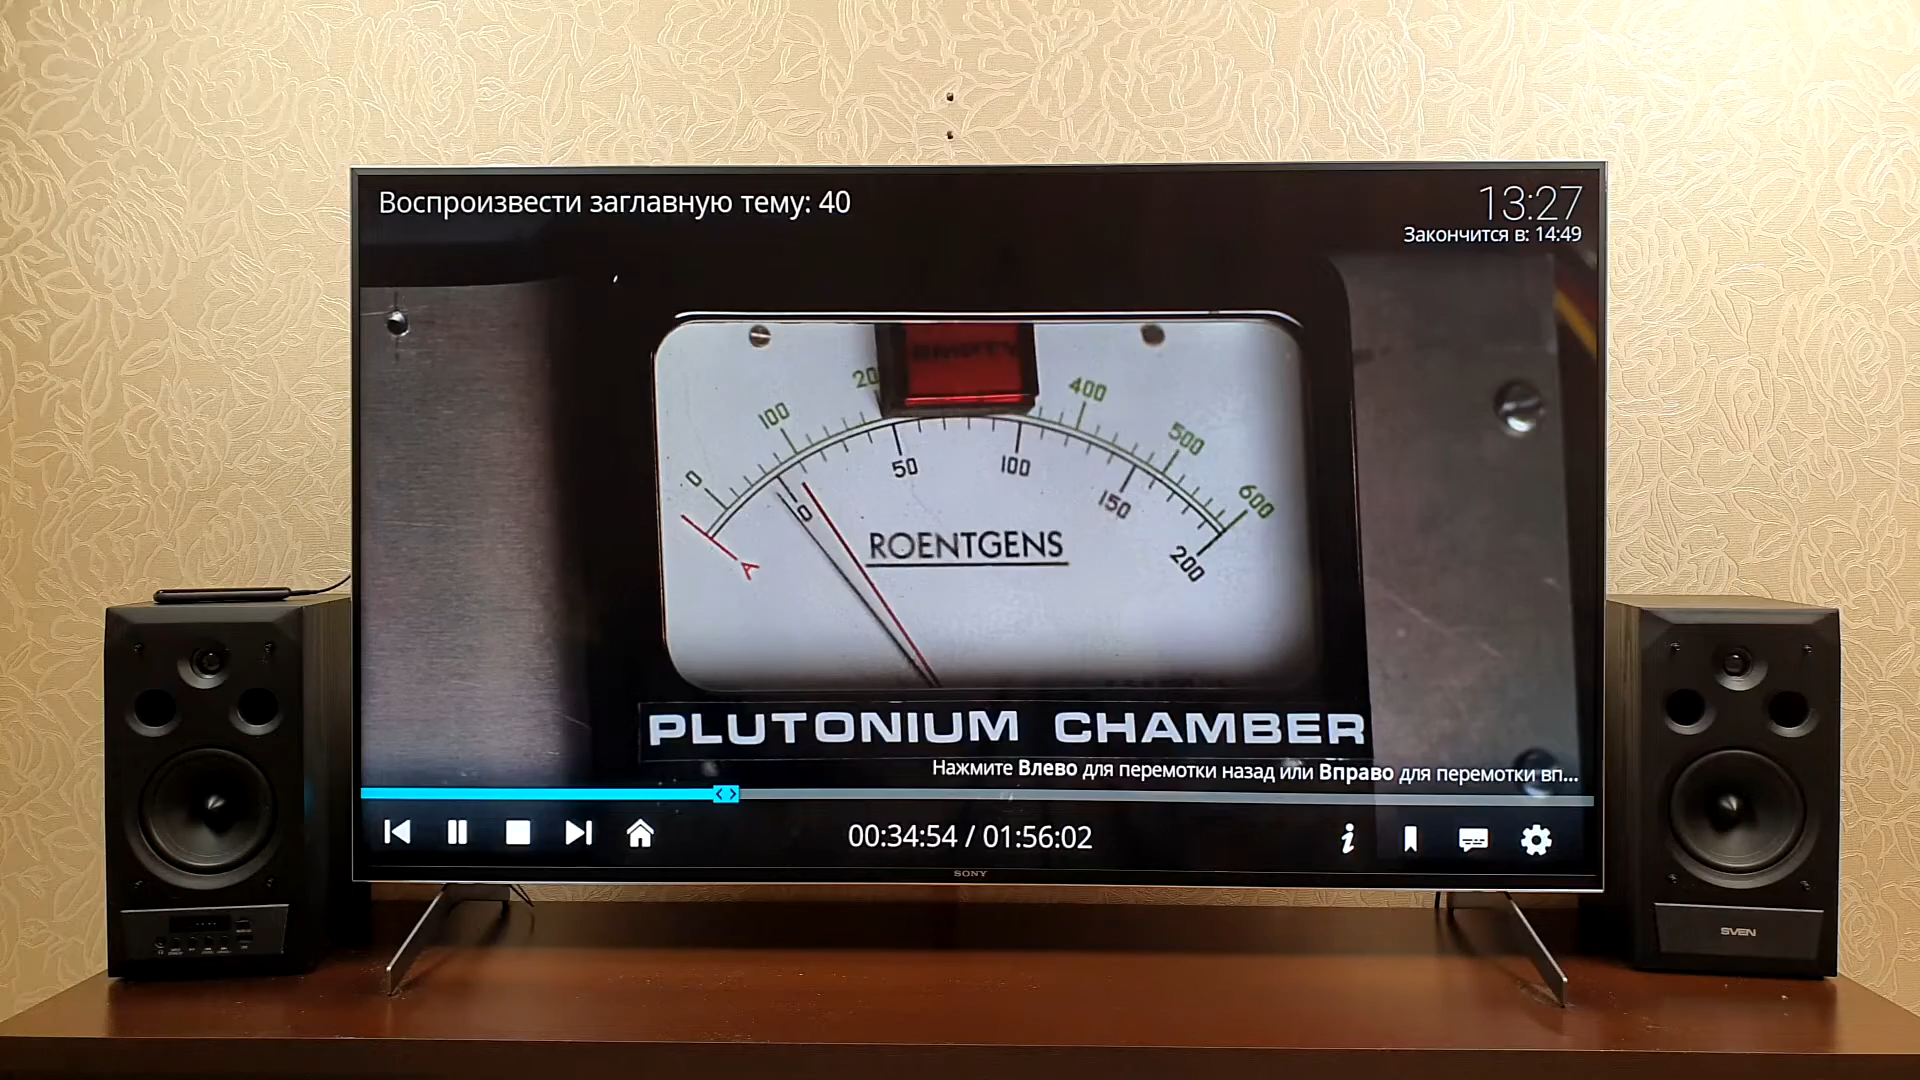 Воспроизвести заглавную тему: 40
13:27
Закончится в: 14:49
EMPTY
0 100 20 400 500 600
0 50 100 150 200
A
ROENTGENS
PLUTONIUM CHAMBER
Нажмите Влево для перемотки назад или Вправо для перемотки вп...
00:34:54 / 01:56:02
SONY
SVEN